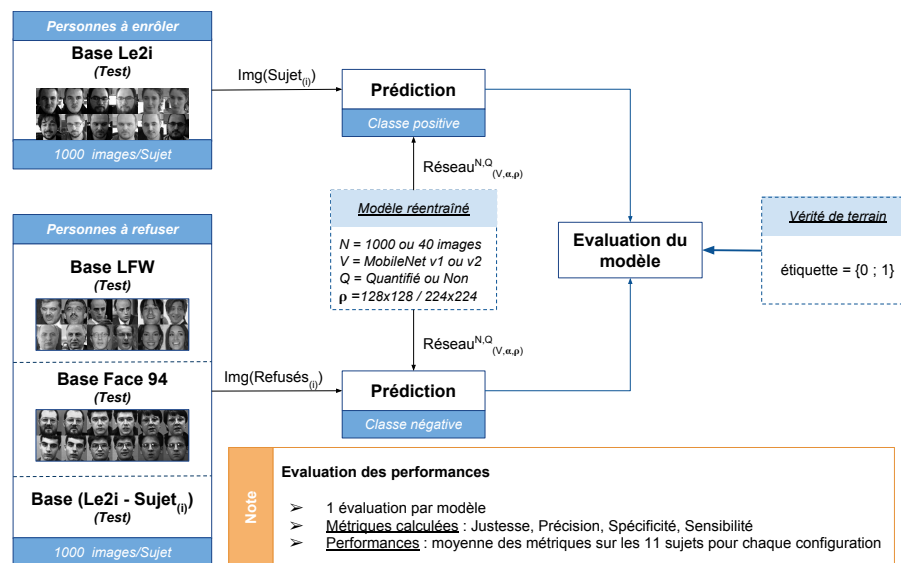 Personnes à enrôler
Base Le2i
(Test)
1000 images/Sujet
Img(Sujet(i))
Prédiction
Classe positive
Réseau^N,Q (V,α,ρ)
Modèle réentraîné
N = 1000 ou 40 images
V = MobileNet v1 ou v2
Q = Quantifié ou Non
ρ =128x128 / 224x224
Réseau^N,Q (V,α,ρ)
Evaluation du
modèle
Vérité de terrain
étiquette = {0 ; 1}
Personnes à refuser
Base LFW
(Test)
Base Face 94
(Test)
Base (Le2i - Sujet(i))
(Test)
1000 images/Sujet
Img(Refusés(i))
Prédiction
Classe négative
Note
Evaluation des performances
➢ 1 évaluation par modèle
➢ Métriques calculées : Justesse, Précision, Spécificité, Sensibilité
➢ Performances : moyenne des métriques sur les 11 sujets pour chaque configuration